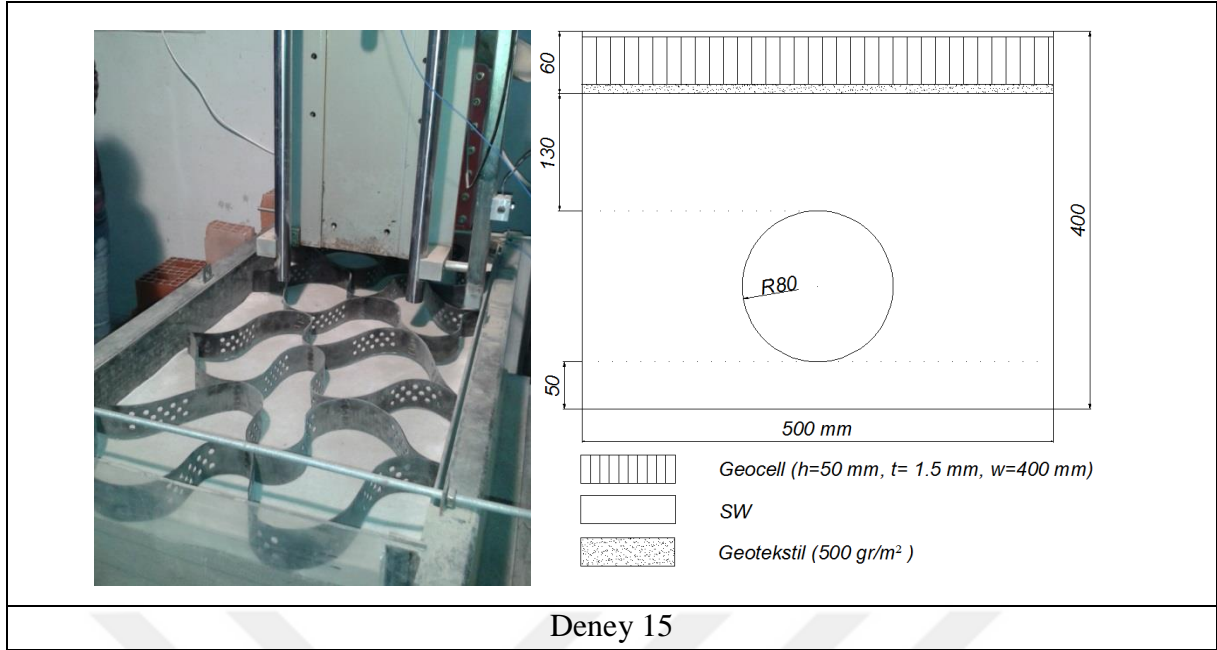 60
130
50
400
R80
500 mm
Geocell (h=50 mm, t= 1.5 mm, w=400 mm)
SW
Geotekstil (500 gr/m² )
Deney 15